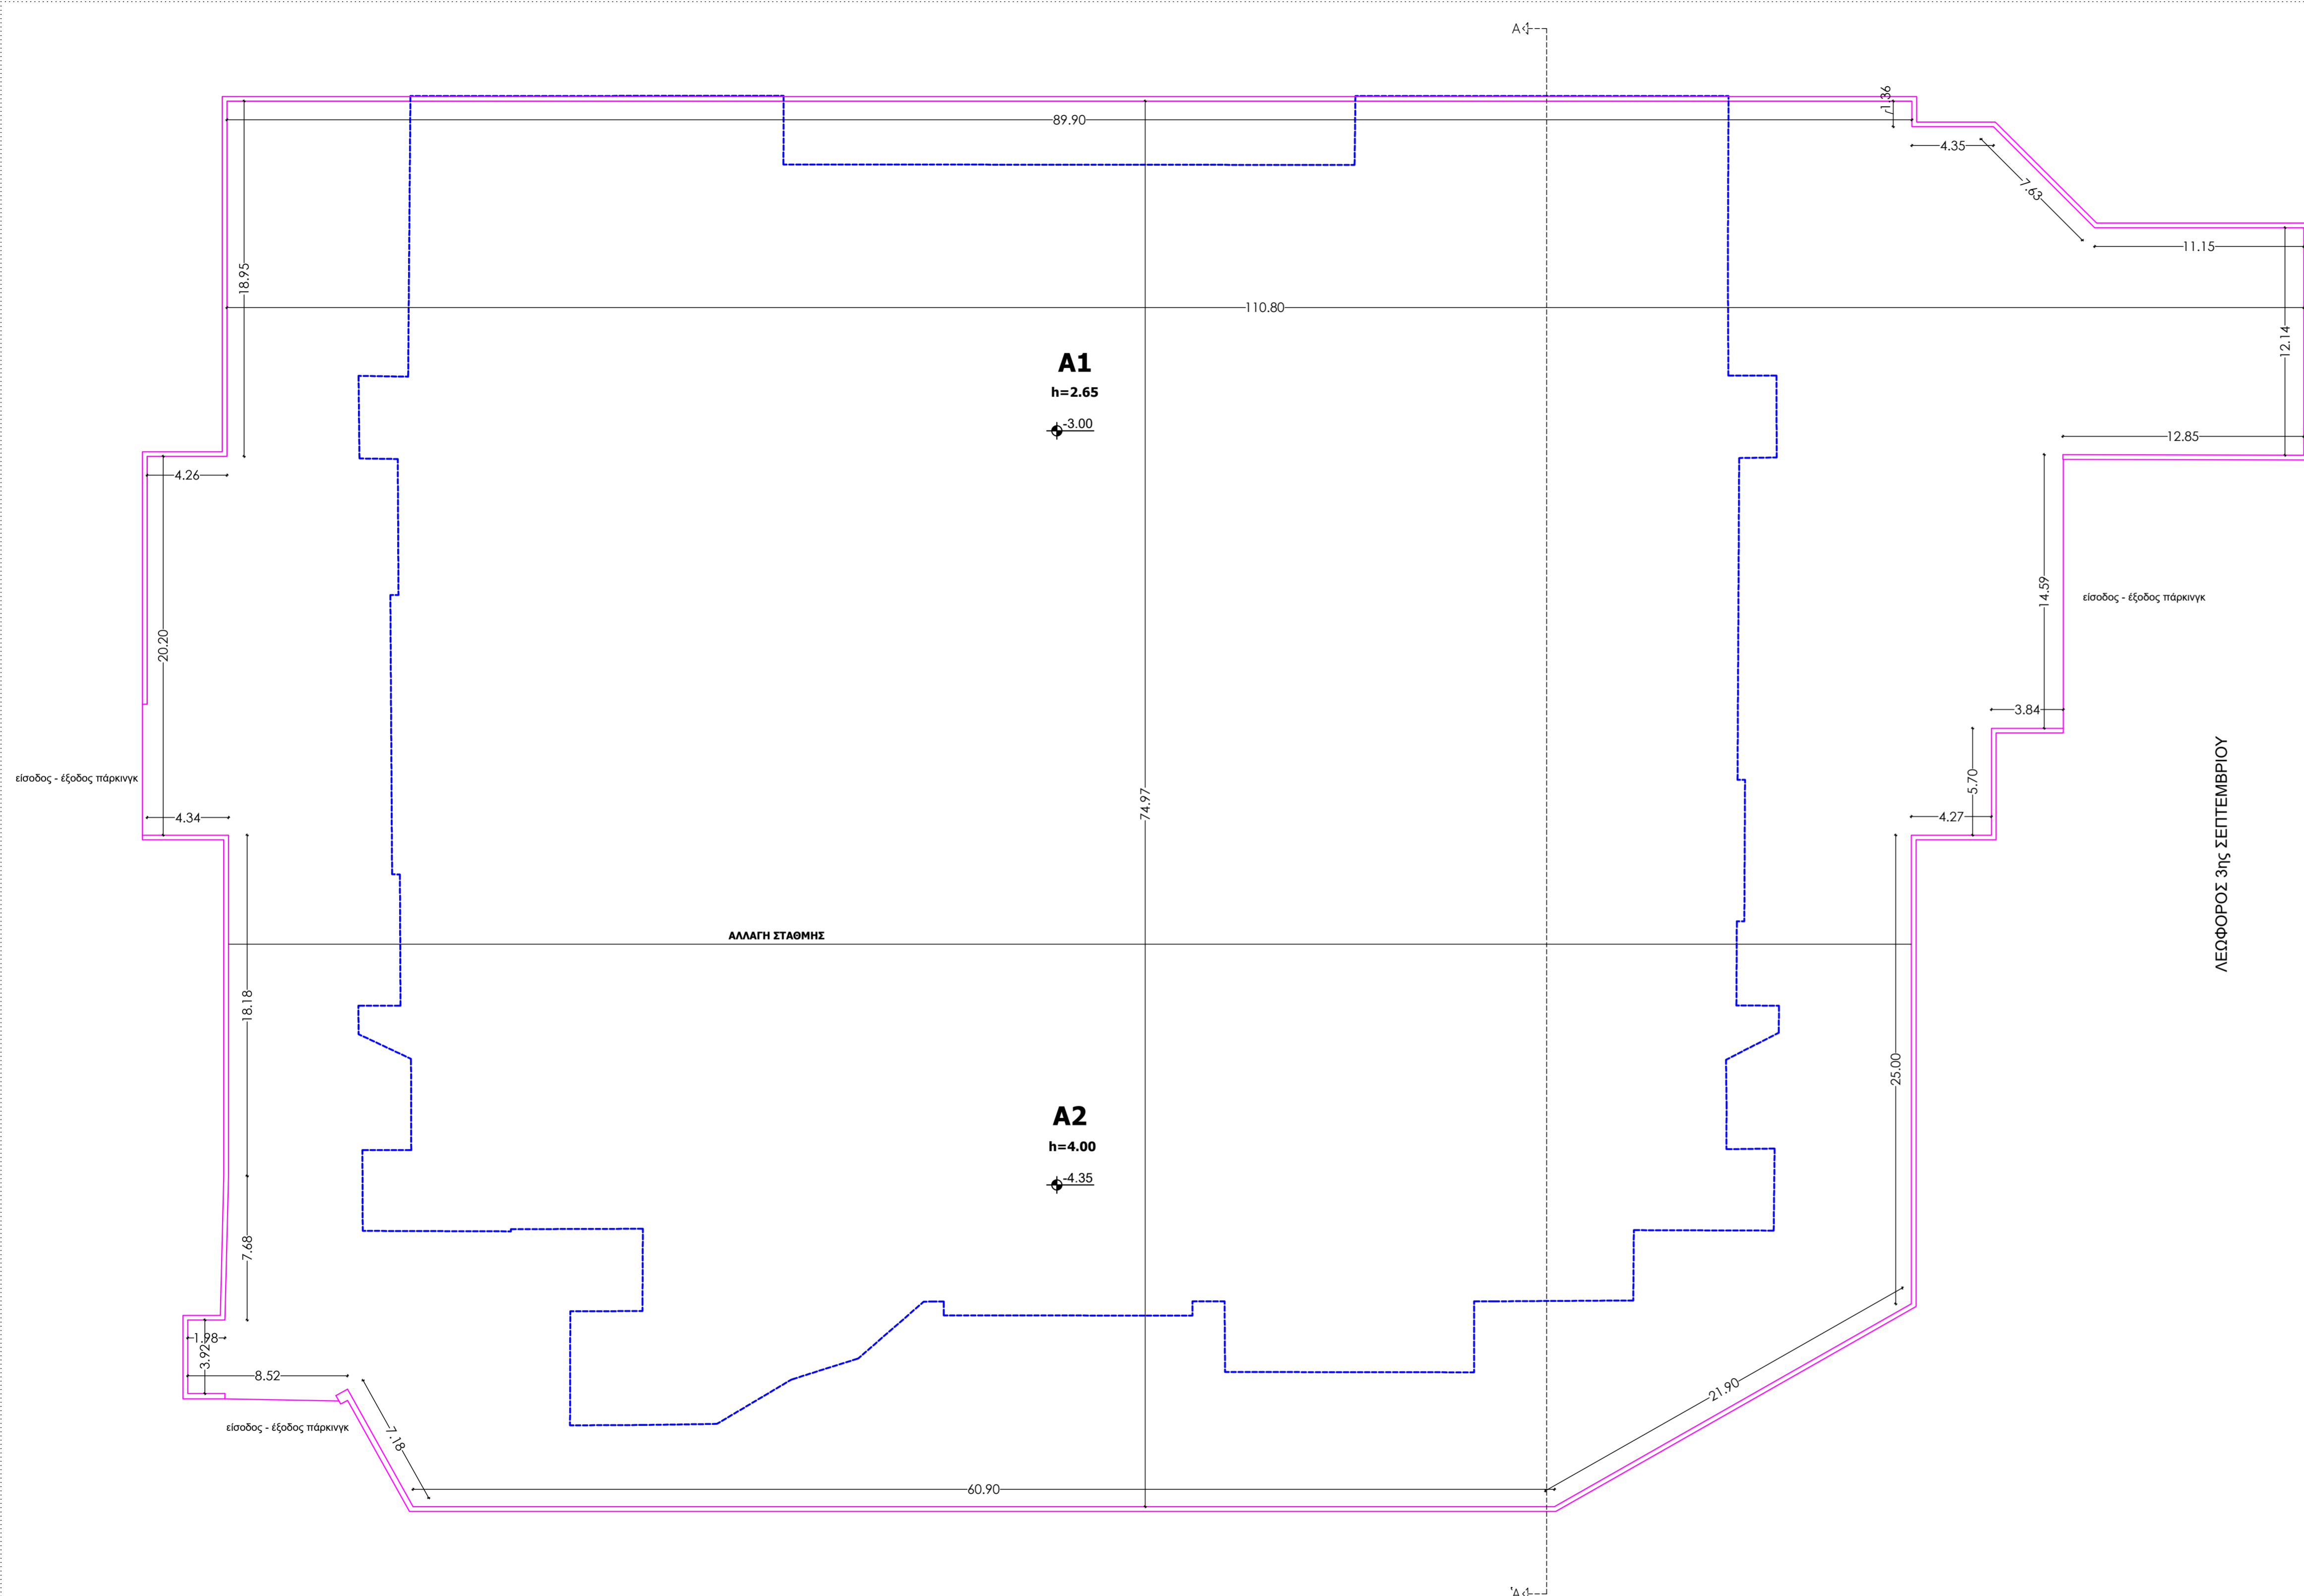 A
1.36
89.90
4.35
7.63
11.15
18.95
110.80
12.14
A1
h=2.65
-3.00
12.85
4.26
14.59
είσοδος - έξοδος πάρκινγκ
20.20
3.84
5.70
είσοδος - έξοδος πάρκινγκ
74.97
4.34
4.27
ΛΕΩΦΟΡΟΣ 3ης ΣΕΠΤΕΜΒΡΙΟΥ
ΑΛΛΑΓΗ ΣΤΑΘΜΗΣ
18.18
25.00
A2
h=4.00
-4.35
7.68
1.98
3.92
8.52
21.90
είσοδος - έξοδος πάρκινγκ
7.18
60.90
'A